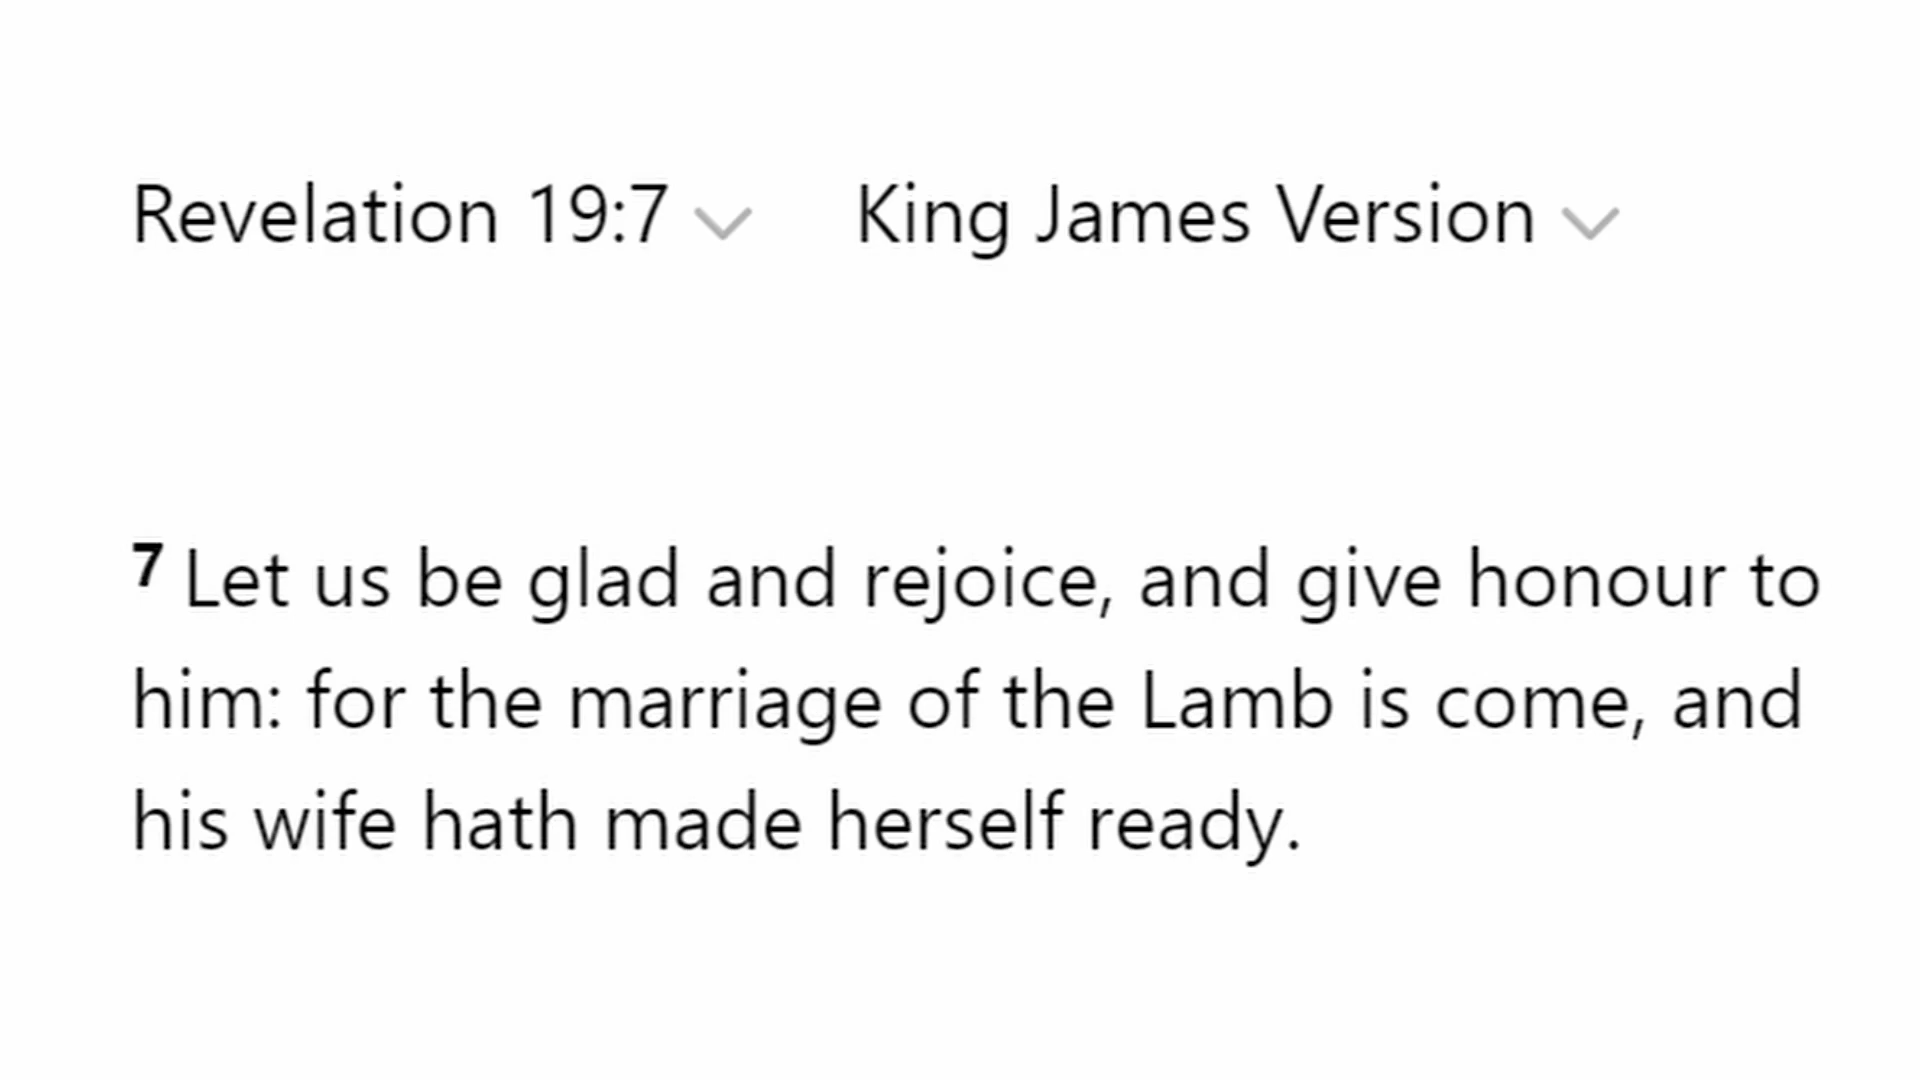 Revelation 19:7 King James Version
7 Let us be glad and rejoice, and give honour to
him: for the marriage of the Lamb is come, and
his wife hath made herself ready.